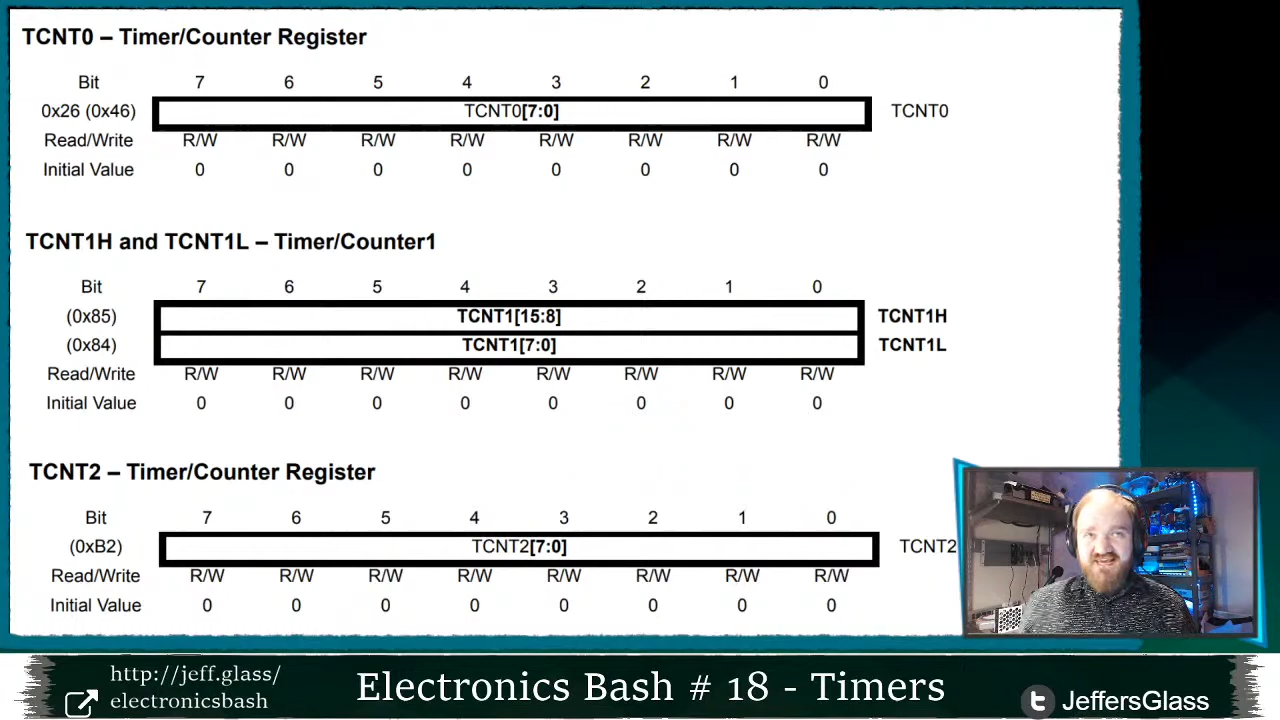 TCNT0 – Timer/Counter Register
Bit 7 6 5 4 3 2 1 0
0x26 (0x46) TCNT0[7:0] TCNT0
Read/Write R/W R/W R/W R/W R/W R/W R/W R/W
Initial Value 0 0 0 0 0 0 0 0
TCNT1H and TCNT1L – Timer/Counter1
Bit 7 6 5 4 3 2 1 0
(0x85) TCNT1[15:8] TCNT1H
(0x84) TCNT1[7:0] TCNT1L
Read/Write R/W R/W R/W R/W R/W R/W R/W R/W
Initial Value 0 0 0 0 0 0 0 0
TCNT2 – Timer/Counter Register
Bit 7 6 5 4 3 2 1 0
(0xB2) TCNT2[7:0] TCNT2
Read/Write R/W R/W R/W R/W R/W R/W R/W R/W
Initial Value 0 0 0 0 0 0 0 0
http://jeff.glass/
electronicsbash
Electronics Bash # 18 - Timers
JeffersGlass